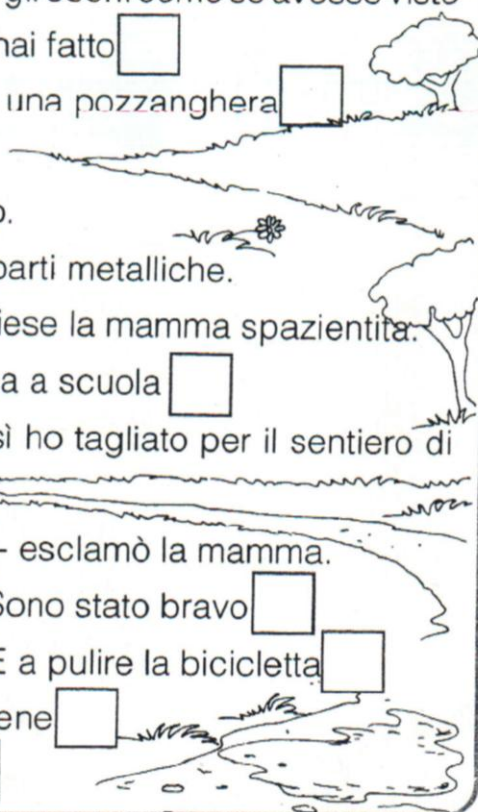 ai fatto
una pozzanghera
o.
parti metalliche.
iese la mamma spazientita.
a a scuola
sì ho tagliato per il sentiero di
- esclamò la mamma.
Sono stato bravo
E a pulire la bicicletta
ene